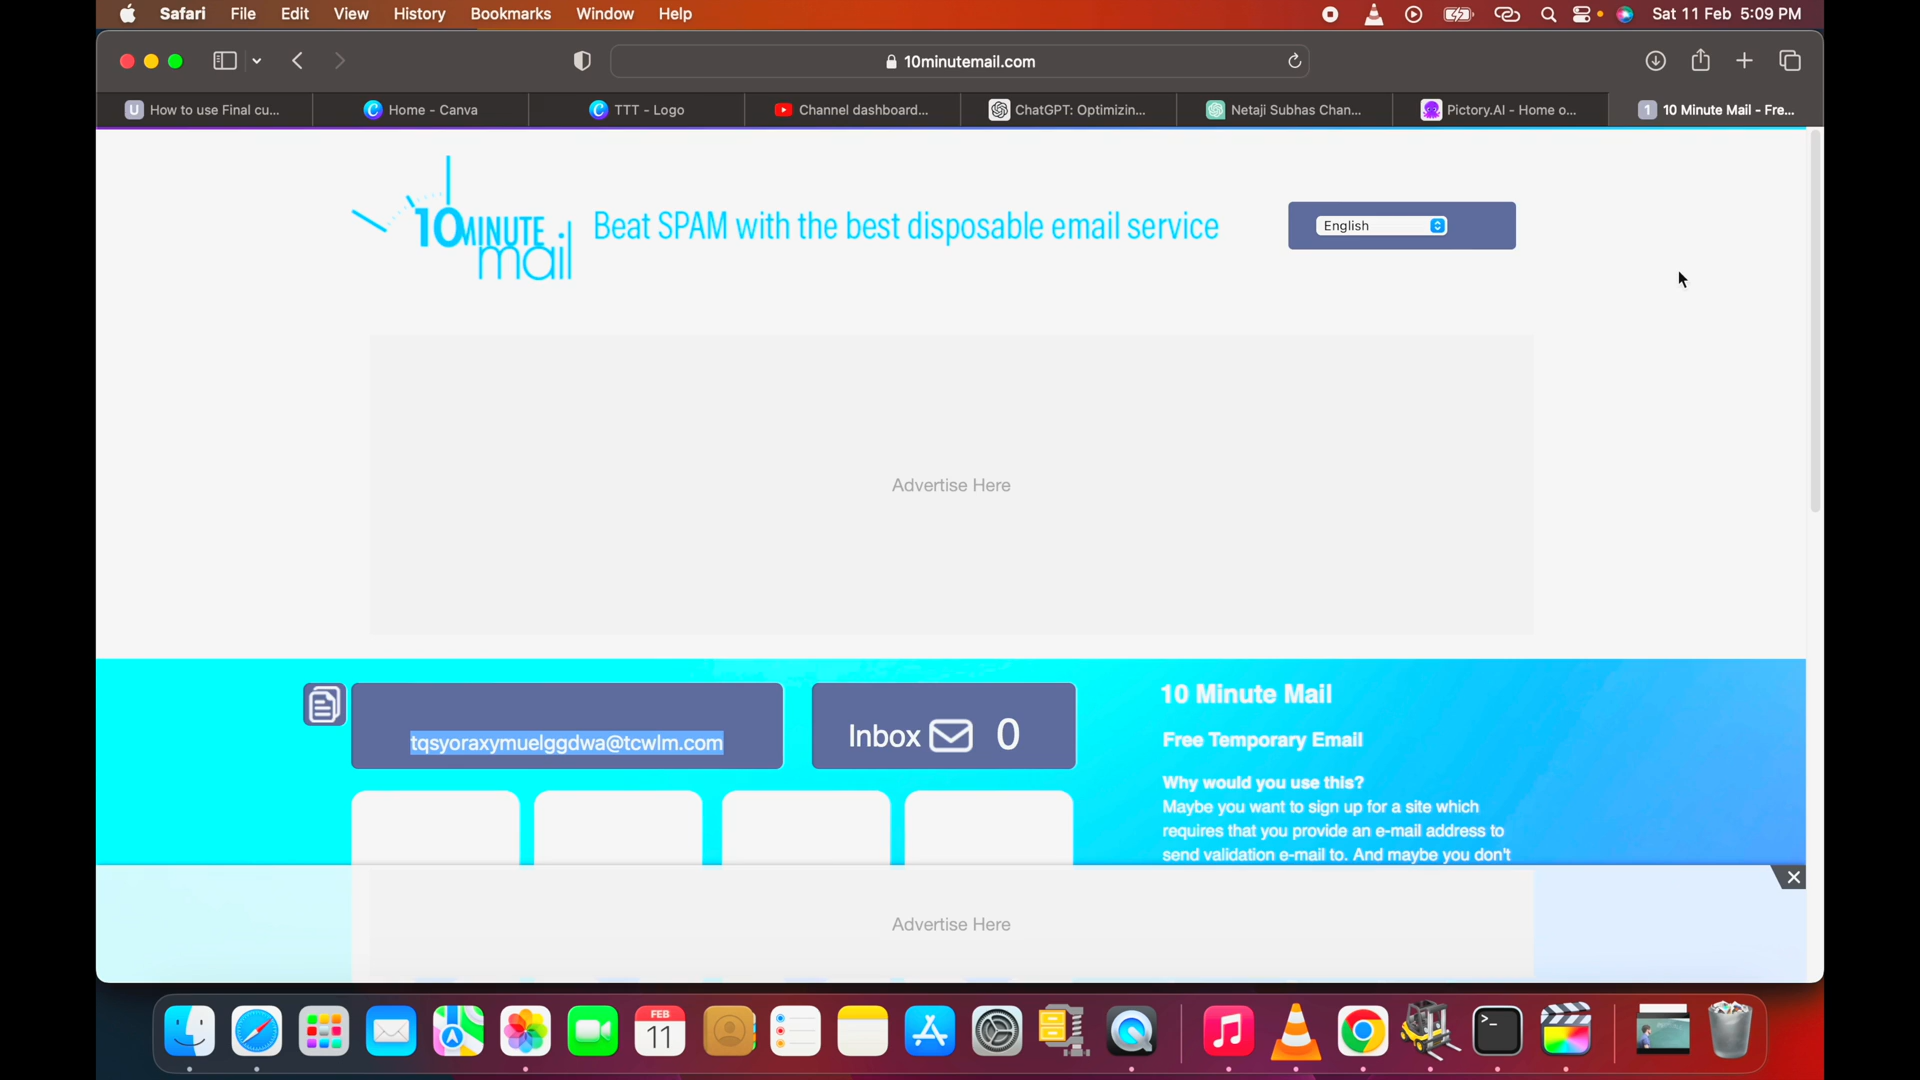 Safari File Edit View History Bookmarks Window Help Sat 11 Feb 5:09 PM
10minutemail.com
U How to use Final cu... Home - Canva TTT - Logo Channel dashboard... ChatGPT: Optimizin... Netaji Subhas Chan... Pictory.AI - Home o... 1 10 Minute Mail - Fre...
10MINUTE mail
Beat SPAM with the best disposable email service
English
Advertise Here
tqsyoraxymuelggdwa@tcwlm.com
Inbox 0
10 Minute Mail
Free Temporary Email
Why would you use this?
Maybe you want to sign up for a site which
requires that you provide an e-mail address to
send validation e-mail to. And maybe you don't
Advertise Here
FEB
11